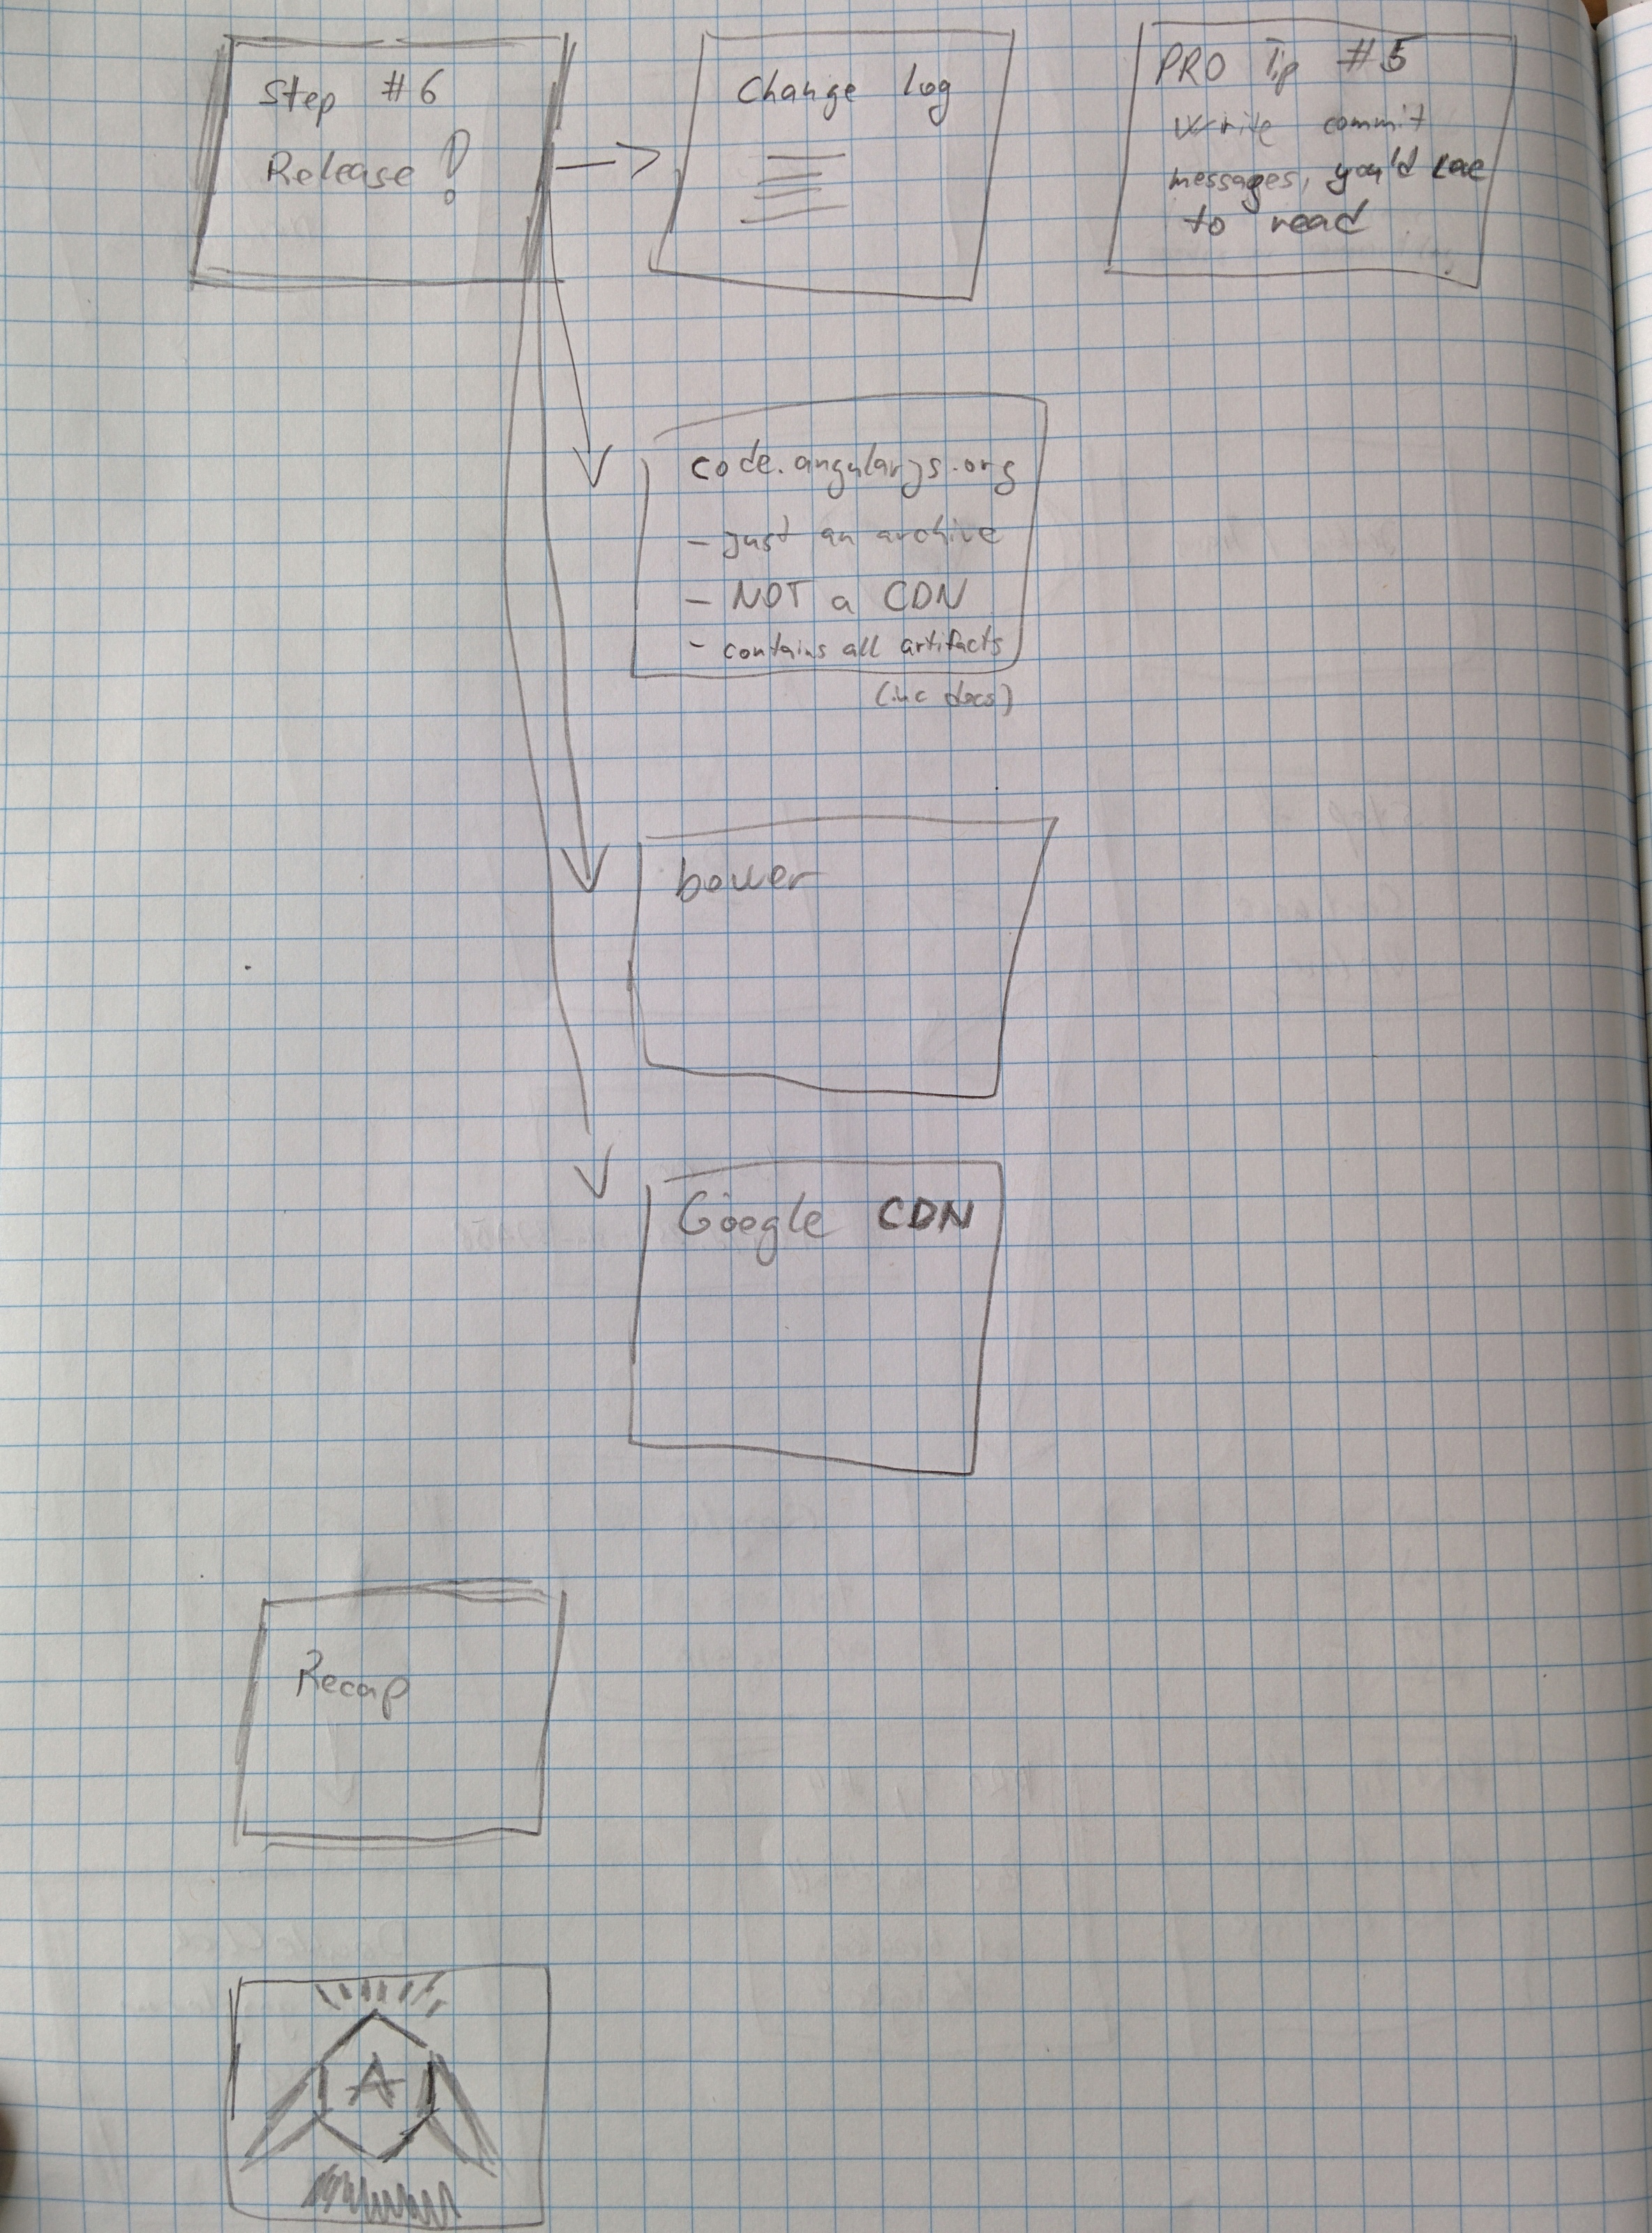 Step #6
Release!
Change log
PRO Tip #5
Write commit
messages, you'd
to read
code.angularjs.org
- just an archive
- NOT a CDN
- contains all artifacts
(inc docs)
bower
Google CDN
Recap
A